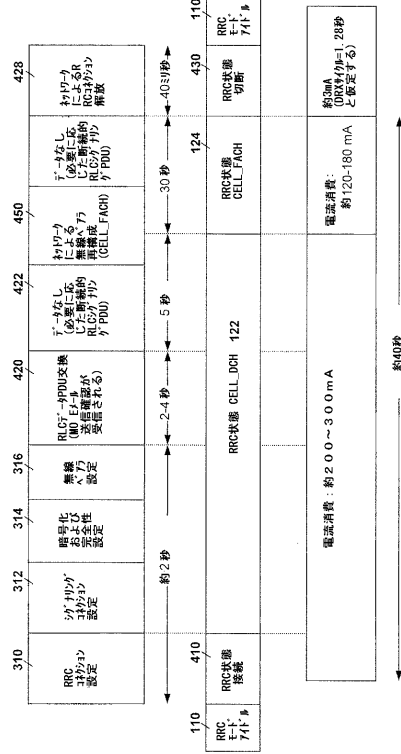 310
312
314
316
420
422
450
428
RRC
ｺﾈｸｼｮﾝ
設定
ｼｸﾞﾅﾘﾝｸﾞ
ｺﾈｸｼｮﾝ
設定
暗号化
および
完全性
設定
無線
ﾍﾞｱﾗ
設定
RLCﾃﾞｰﾀPDU交換
(MO Eﾒｰﾙ
送信確認が
受信される)
ﾃﾞｰﾀなし
(必要に応
じた断続的
RLCｼｸﾞﾅﾘﾝ
ｸﾞPDU)
ﾈｯﾄﾜｰｸ
による
無線ﾍﾞｱﾗ
再構成
(CELL_FACH)
ﾃﾞｰﾀなし
(必要に応
じた断続的
RLCｼｸﾞﾅﾘﾝ
ｸﾞPDU)
ﾈｯﾄﾜｰｸ
によるR
RCｺﾈｸｼｮﾝ
解放
約2秒
2-4秒
5秒
30秒
40ﾐﾘ秒
110
410
124
430
110
RRC
ﾓｰﾄﾞ
ｱｲﾄﾞﾙ
RRC状態
接続
RRC状態 CELL_DCH 122
RRC状態
CELL_FACH
RRC状態
切断
RRC
ﾓｰﾄﾞ
ｱｲﾄﾞﾙ
電流消費：約200～300mA
電流消費：
約120-180 mA
約3mA
(DRXｻｲｸﾙ=1. 28秒
と仮定する)
約40秒